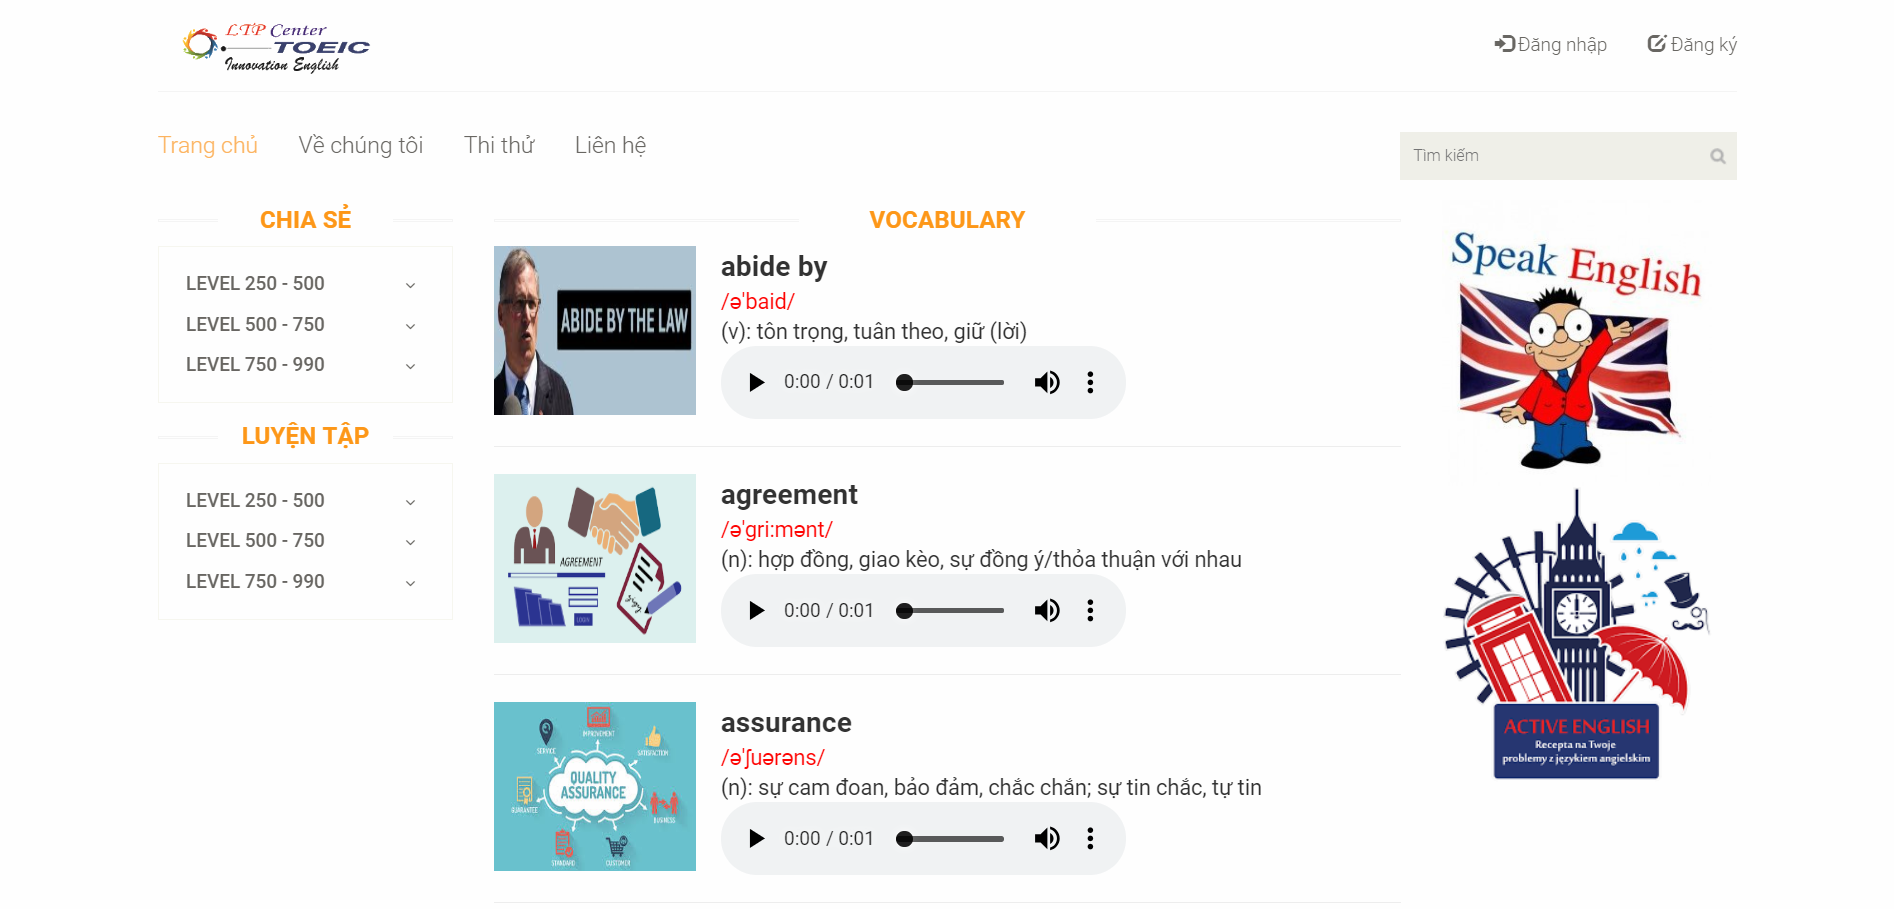 LTP Center
TOEIC
Innovation English
Đăng nhập
Đăng ký
Trang chủ
Về chúng tôi
Thi thử
Liên hệ
Tìm kiếm
CHIA SẺ
LEVEL 250 - 500
LEVEL 500 - 750
LEVEL 750 - 990
LUYỆN TẬP
LEVEL 250 - 500
LEVEL 500 - 750
LEVEL 750 - 990
VOCABULARY
ABIDE BY THE LAW
abide by
/ə'baid/
(v): tôn trọng, tuân theo, giữ (lời)
0:00 / 0:01
AGREEMENT
LOGIN
agreement
/ə'gri:mənt/
(n): hợp đồng, giao kèo, sự đồng ý/thỏa thuận với nhau
0:00 / 0:01
IMPROVEMENT
SERVICE
SATISFACTION
QUALITY
ASSURANCE
GUARANTEE
BUSINESS
STANDARD
CUSTOMER
assurance
/ə'ʃuərəns/
(n): sự cam đoan, bảo đảm, chắc chắn; sự tin chắc, tự tin
0:00 / 0:01
Speak English
ACTIVE ENGLISH
Recepta na Twoje
problemy z językiem angielskim